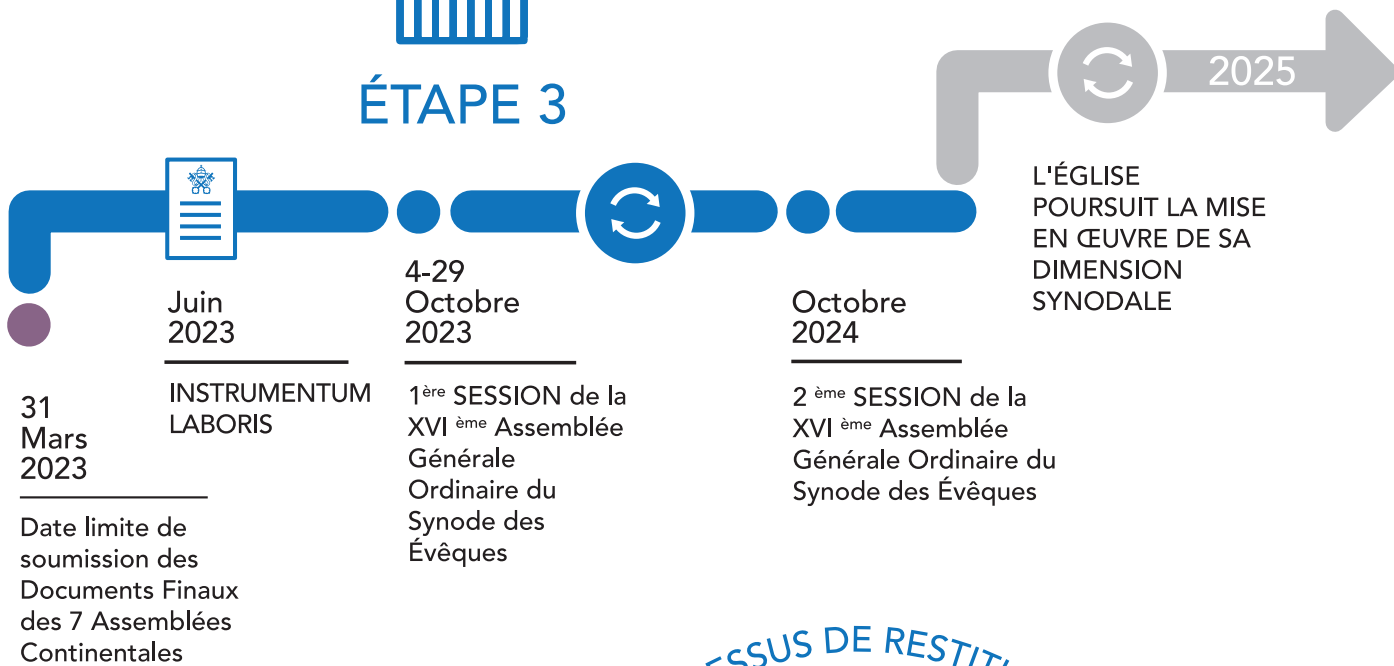 ÉTAPE 3
2025
L'ÉGLISE
POURSUIT LA MISE
EN ŒUVRE DE SA
DIMENSION
SYNODALE
31
Mars
2023
Date limite de
soumission des
Documents Finaux
des 7 Assemblées
Continentales
Juin
2023
INSTRUMENTUM
LABORIS
4-29
Octobre
2023
1ère SESSION de la
XVI ème Assemblée
Générale
Ordinaire du
Synode des
Évêques
Octobre
2024
2 ème SESSION de la
XVI ème Assemblée
Générale Ordinaire du
Synode des Évêques
DE